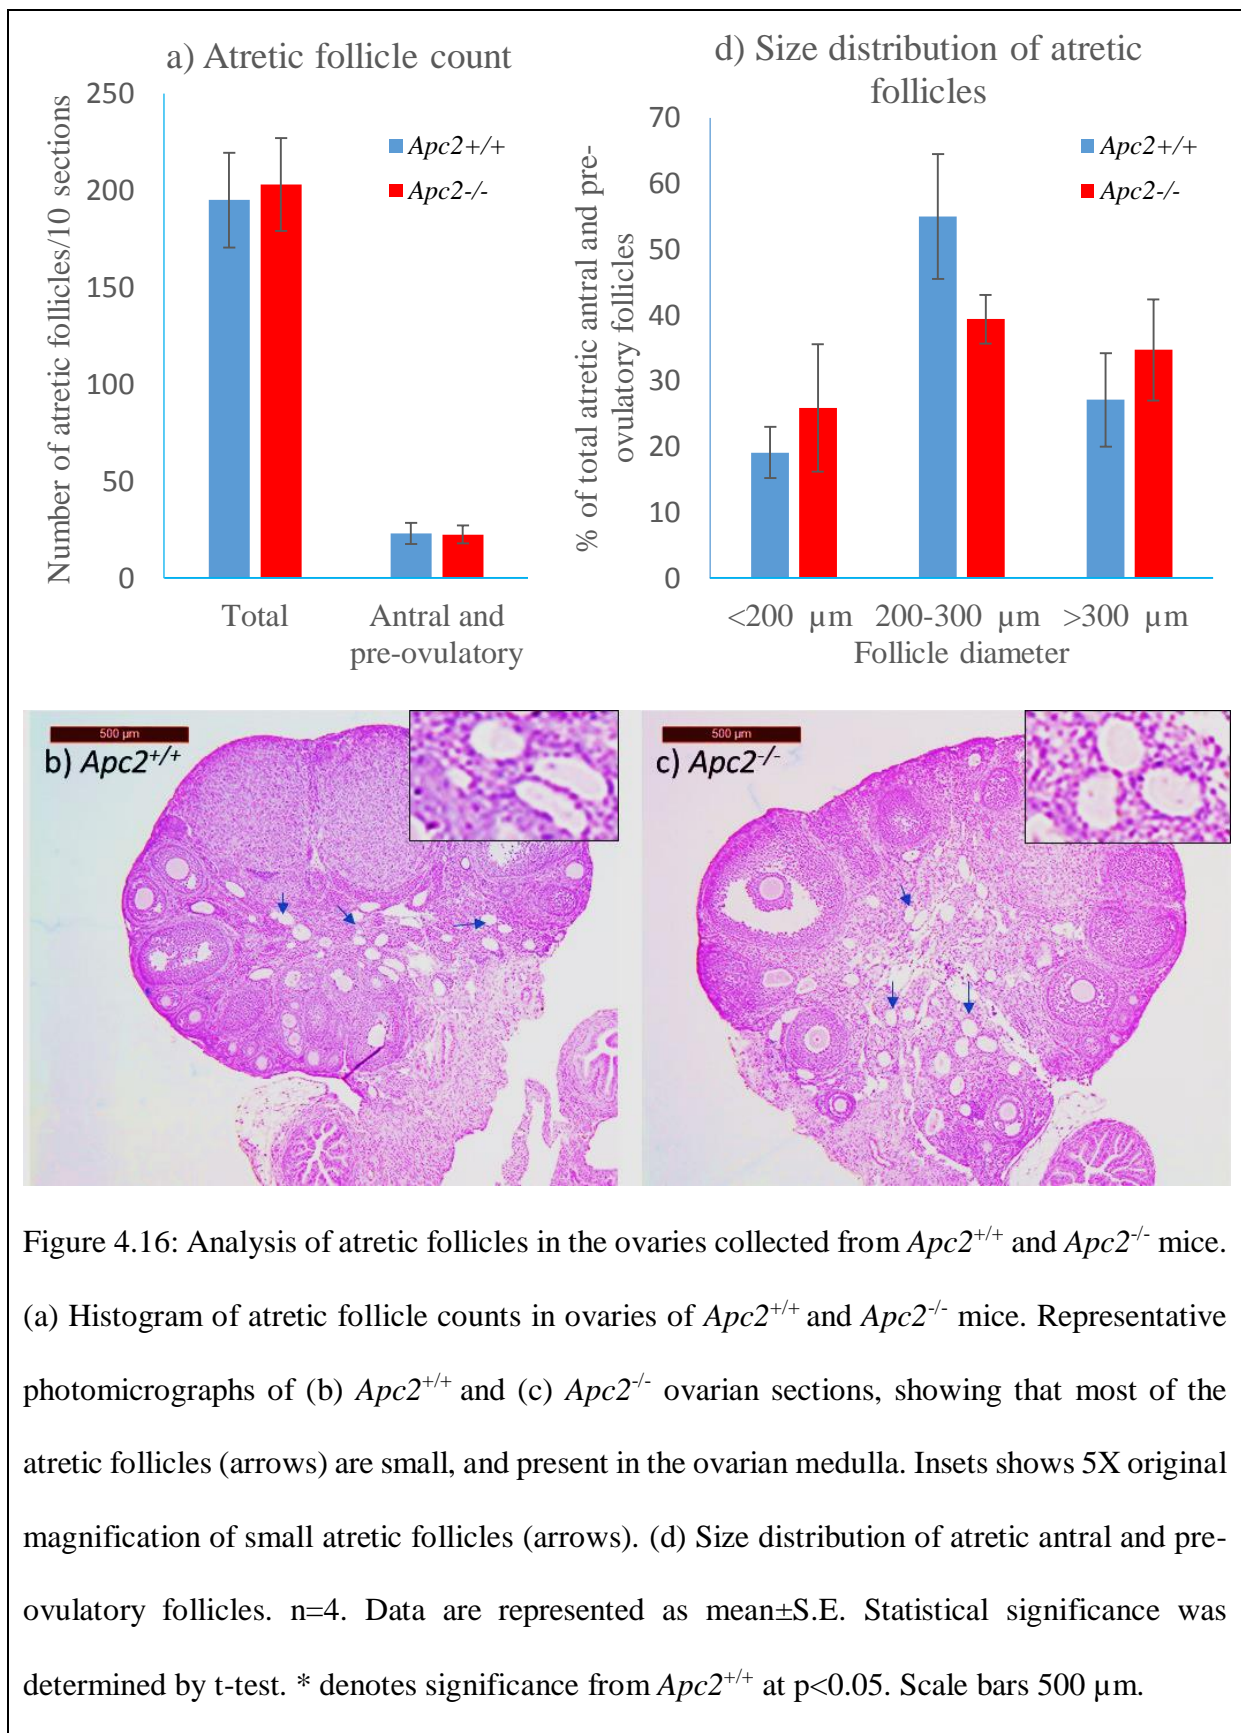 a) Atretic follicle count
Number of atretic follicles/10 sections
250
200
150
100
50
0
Apc2+/+
Apc2-/-
Total
Antral and
pre-ovulatory
d) Size distribution of atretic
follicles
% of total atretic antral and pre-
ovulatory follicles
70
60
50
40
30
20
10
0
Apc2+/+
Apc2-/-
<200 µm
200-300 µm
>300 µm
Follicle diameter
500 µm
b) Apc2+/+
500 µm
c) Apc2-/-
Figure 4.16: Analysis of atretic follicles in the ovaries collected from Apc2+/+ and Apc2-/- mice.
(a) Histogram of atretic follicle counts in ovaries of Apc2+/+ and Apc2-/- mice. Representative
photomicrographs of (b) Apc2+/+ and (c) Apc2-/- ovarian sections, showing that most of the
atretic follicles (arrows) are small, and present in the ovarian medulla. Insets shows 5X original
magnification of small atretic follicles (arrows). (d) Size distribution of atretic antral and pre-
ovulatory follicles. n=4. Data are represented as mean±S.E. Statistical significance was
determined by t-test. * denotes significance from Apc2+/+ at p<0.05. Scale bars 500 µm.